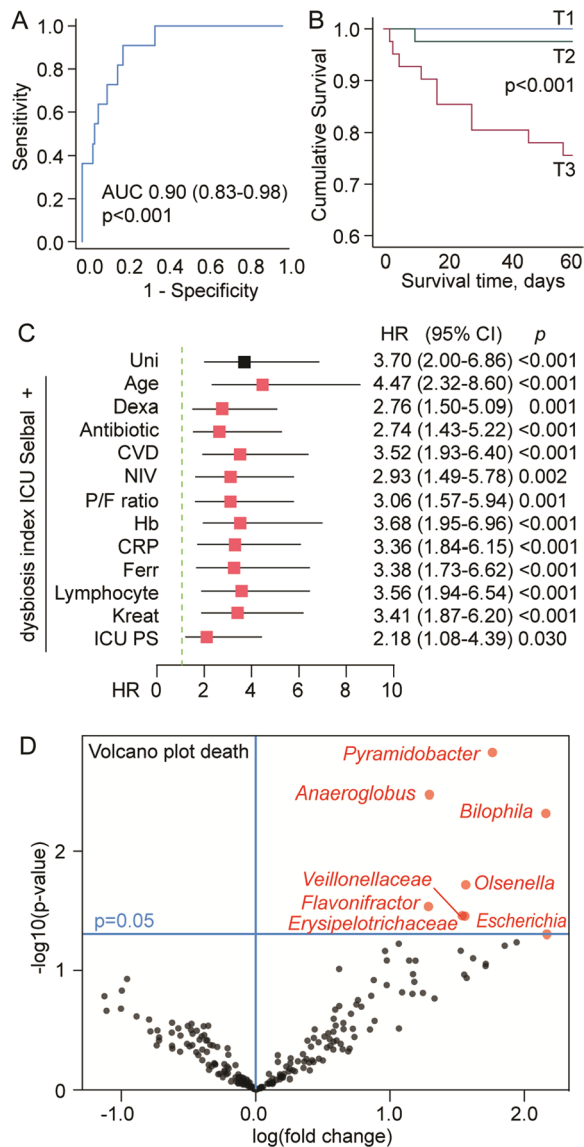 A
1.0
0.8
0.6
0.4
0.2
0.0
Sensitivity
AUC 0.90 (0.83-0.98)
p<0.001
0.0 0.2 0.4 0.6 0.8 1.0
1 - Specificity
B
1.0
0.9
0.8
0.7
0.6
Cumulative Survival
T1
T2
p<0.001
T3
0 20 40 60
Survival time, days
C
HR (95% CI) p
dysbiosis index ICU Selbal +
Uni 3.70 (2.00-6.86) <0.001
Age 4.47 (2.32-8.60) <0.001
Dexa 2.76 (1.50-5.09) 0.001
Antibiotic 2.74 (1.43-5.22) <0.001
CVD 3.52 (1.93-6.40) <0.001
NIV 2.93 (1.49-5.78) 0.002
P/F ratio 3.06 (1.57-5.94) 0.001
Hb 3.68 (1.95-6.96) <0.001
CRP 3.36 (1.84-6.15) <0.001
Ferr 3.38 (1.73-6.62) <0.001
Lymphocyte 3.56 (1.94-6.54) <0.001
Kreat 3.41 (1.87-6.20) <0.001
ICU PS 2.18 (1.08-4.39) 0.030
HR 0 2 4 6 8 10
D
Volcano plot death
Pyramidobacter
Anaeroglobus
Bilophila
Veillonellaceae
Olsenella
Flavonifractor
Erysipelotrichaceae
Escherichia
p=0.05
2
1.0
0
-log10(p-value)
-1.0 0.0 1.0 2.0
log(fold change)